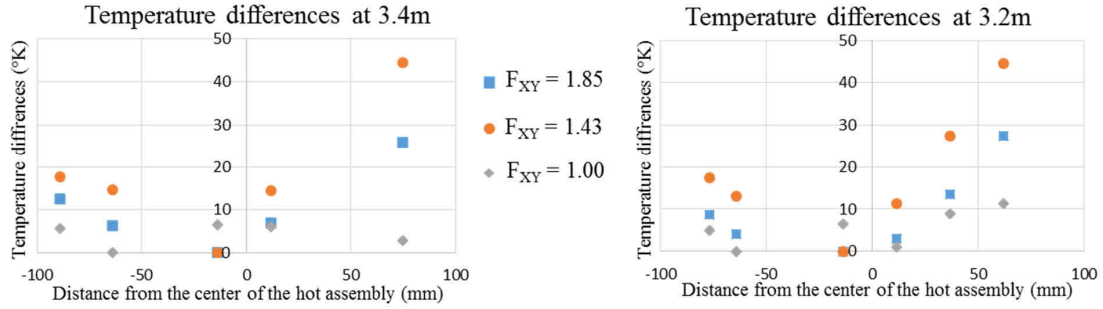 Temperature differences at 3.4m
Temperature diffrences (°K)
50
40
30
20
10
0
-100
-50
0
50
100
Distance from the center of the hot assembly (mm)
F_XY = 1.85
F_XY = 1.43
F_XY = 1.00
Temperature differences at 3.2m
Temperature diffrences (°K)
50
40
30
20
10
0
-100
-50
0
50
100
Distance from the center of the hot assembly (mm)